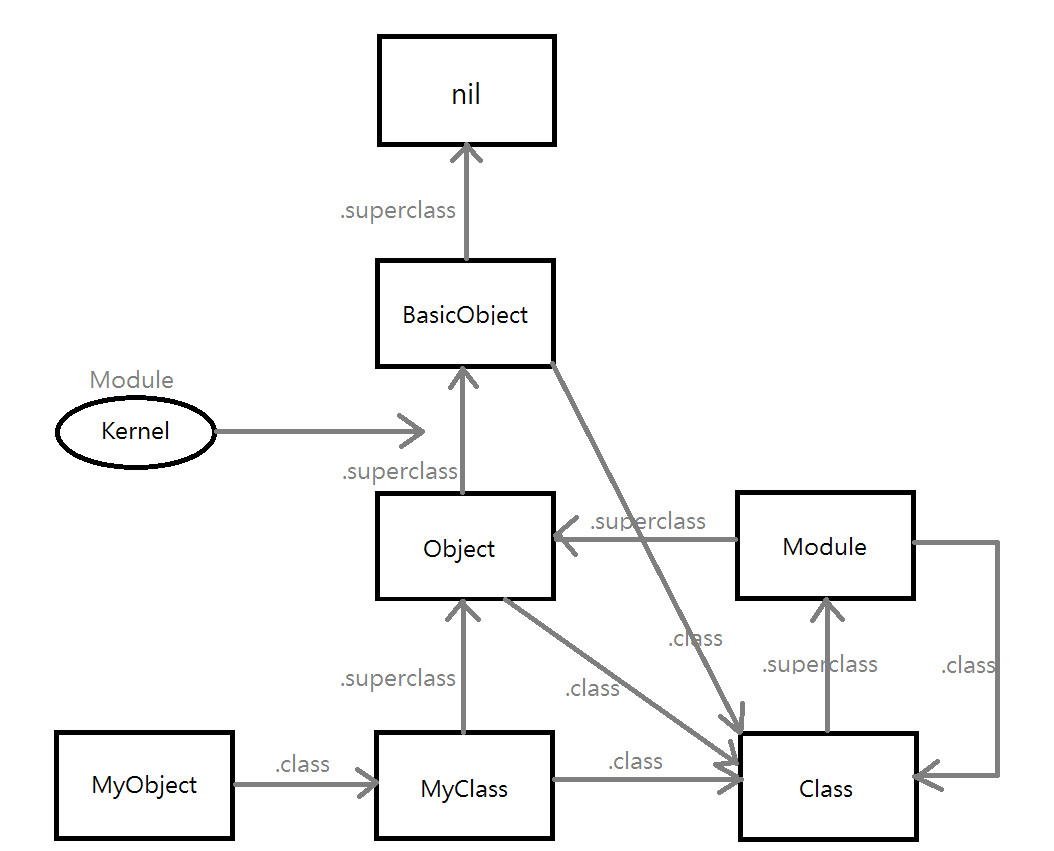 nil
.superclass
BasicObject
Module
Kernel
.superclass
.superclass
Object
Module
.class
.superclass
.class
.superclass
.class
.class
.class
MyObject
MyClass
Class